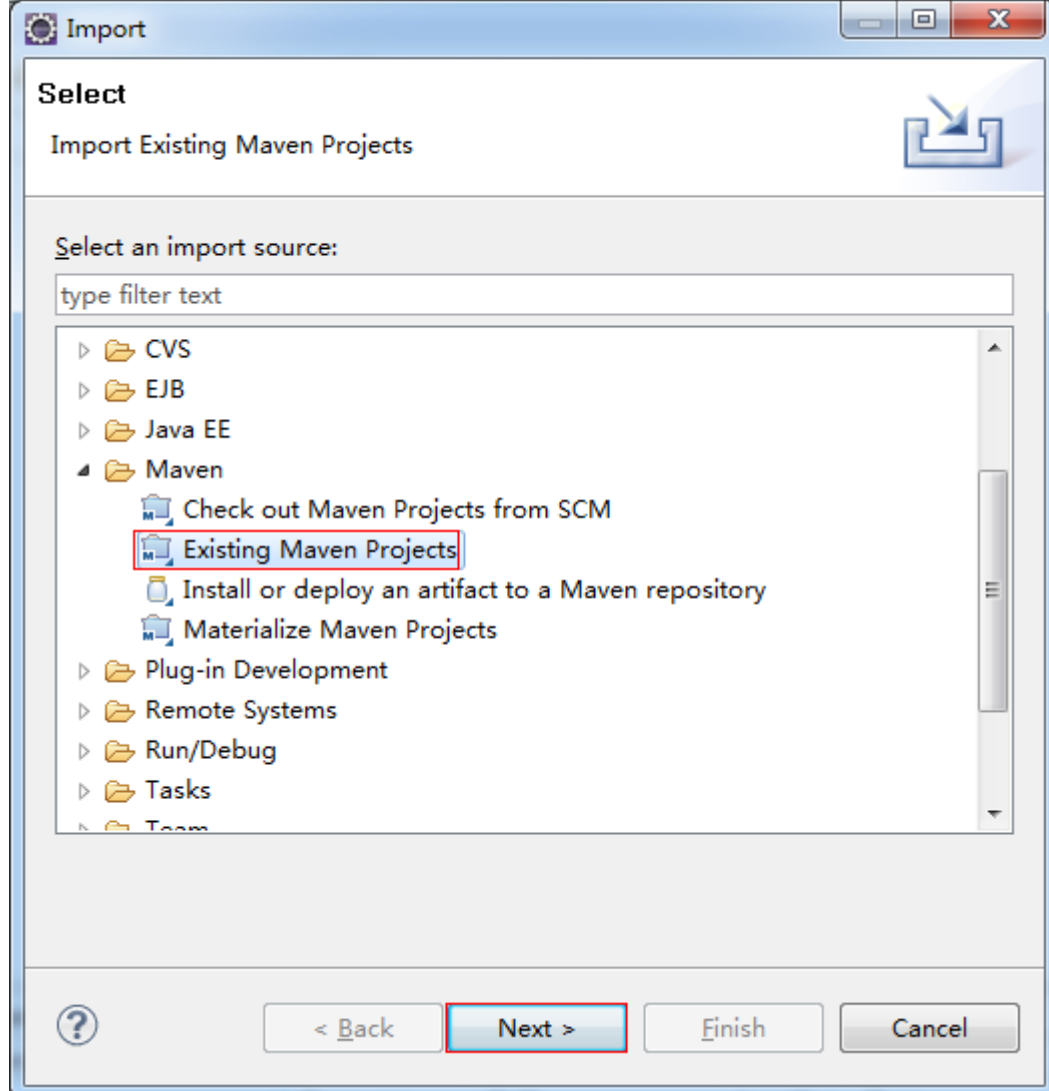 Import
Select
Import Existing Maven Projects
Select an import source:
type filter text
CVS
EJB
Java EE
Maven
Check out Maven Projects from SCM
Existing Maven Projects
Install or deploy an artifact to a Maven repository
Materialize Maven Projects
Plug-in Development
Remote Systems
Run/Debug
Tasks
Team
< Back Next > Finish Cancel